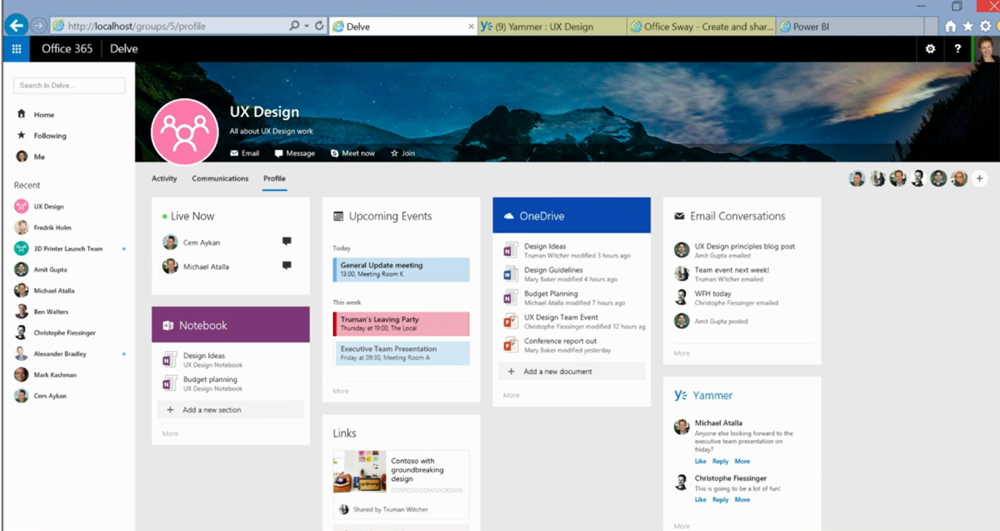 http://localhost/groups/5/profile
Delve
(9) Yammer : UX Design
Office Sway - Create and shar...
Power BI
Office 365
Delve
?
Search in Delve...
Home
Following
Me
Recent
UX Design
Fredrik Holm
3D Printer Launch Team
Amit Gupta
Michael Atalla
Ben Walters
Christophe Fiessinger
Alexander Bradley
Mark Kashman
Cem Aykan
UX Design
All about UX Design work
Email
Message
Meet now
Join
Activity
Communications
Profile
Live Now
Cem Aykan
Michael Atalla
Notebook
Design Ideas
UX Design Notebook
Budget planning
UX Design Notebook
+ Add a new section
More
Upcoming Events
Today
General Update meeting
13:00, Meeting Room K
This week
Truman's Leaving Party
Thursday at 19:00, The Local
Executive Team Presentation
Friday at 09:30, Meeting Room A
More
Links
Contoso with
groundbreaking
design
CONTOSO.COM/UXDESIGN
Shared by Truman Witcher
OneDrive
Design Ideas
Truman Witcher modified 3 hours ago
Design Guidelines
Mary Baker modified 4 hours ago
Budget Planning
Michael Atalla modified 7 hours ago
UX Design Team Event
Christophe Fiessinger modified 12 hours ag
Conference report out
Mary Baker modified yesterday
+ Add a new document
More
Email Conversations
UX Design principles blog post
Amit Gupta emailed
Team event next week!
Truman Witcher emailed
WFH today
Christophe Fiessinger emailed
Amit Gupta posted
More
Yammer
Michael Atalla
Anyone else looking forward to the
executive team presentation on
friday?
Like Reply More
Christophe Fiessinger
This is going to be a lot of fun!
Like Reply More
More